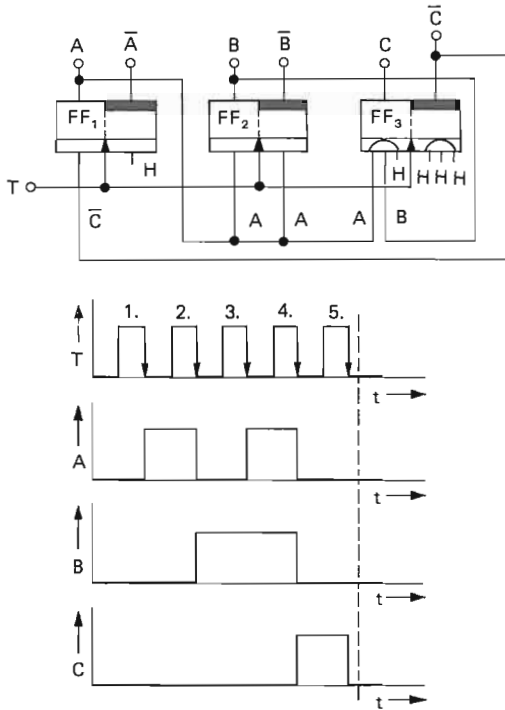 A A̅ B B̅ C C̅
FF₁ FF₂ FF₃
H H H H H
T
C̅ A A A B
1. 2. 3. 4. 5.
T
t
A
t
B
t
C
t